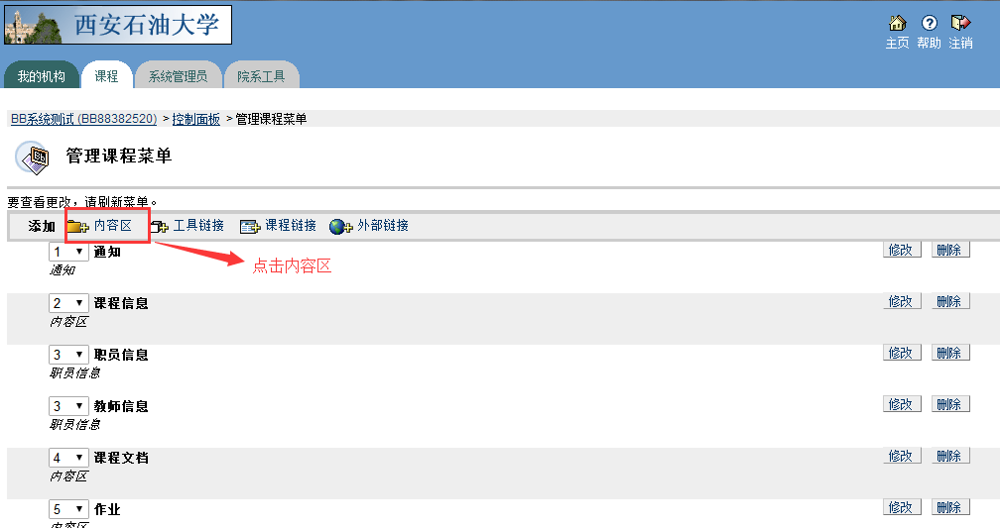 西安石油大学
主页 帮助 注销
我的机构 课程 系统管理员 院系工具
BB系统测试 (BB88382520) > 控制面板 > 管理课程菜单
管理课程菜单
要查看更改，请刷新菜单。
添加 内容区 工具链接 课程链接 外部链接
点击内容区
1 通知 修改 删除
通知
2 课程信息 修改 删除
内容区
3 职员信息 修改 删除
职员信息
3 教师信息 修改 删除
职员信息
4 课程文档 修改 删除
内容区
5 作业 修改 删除
内容区